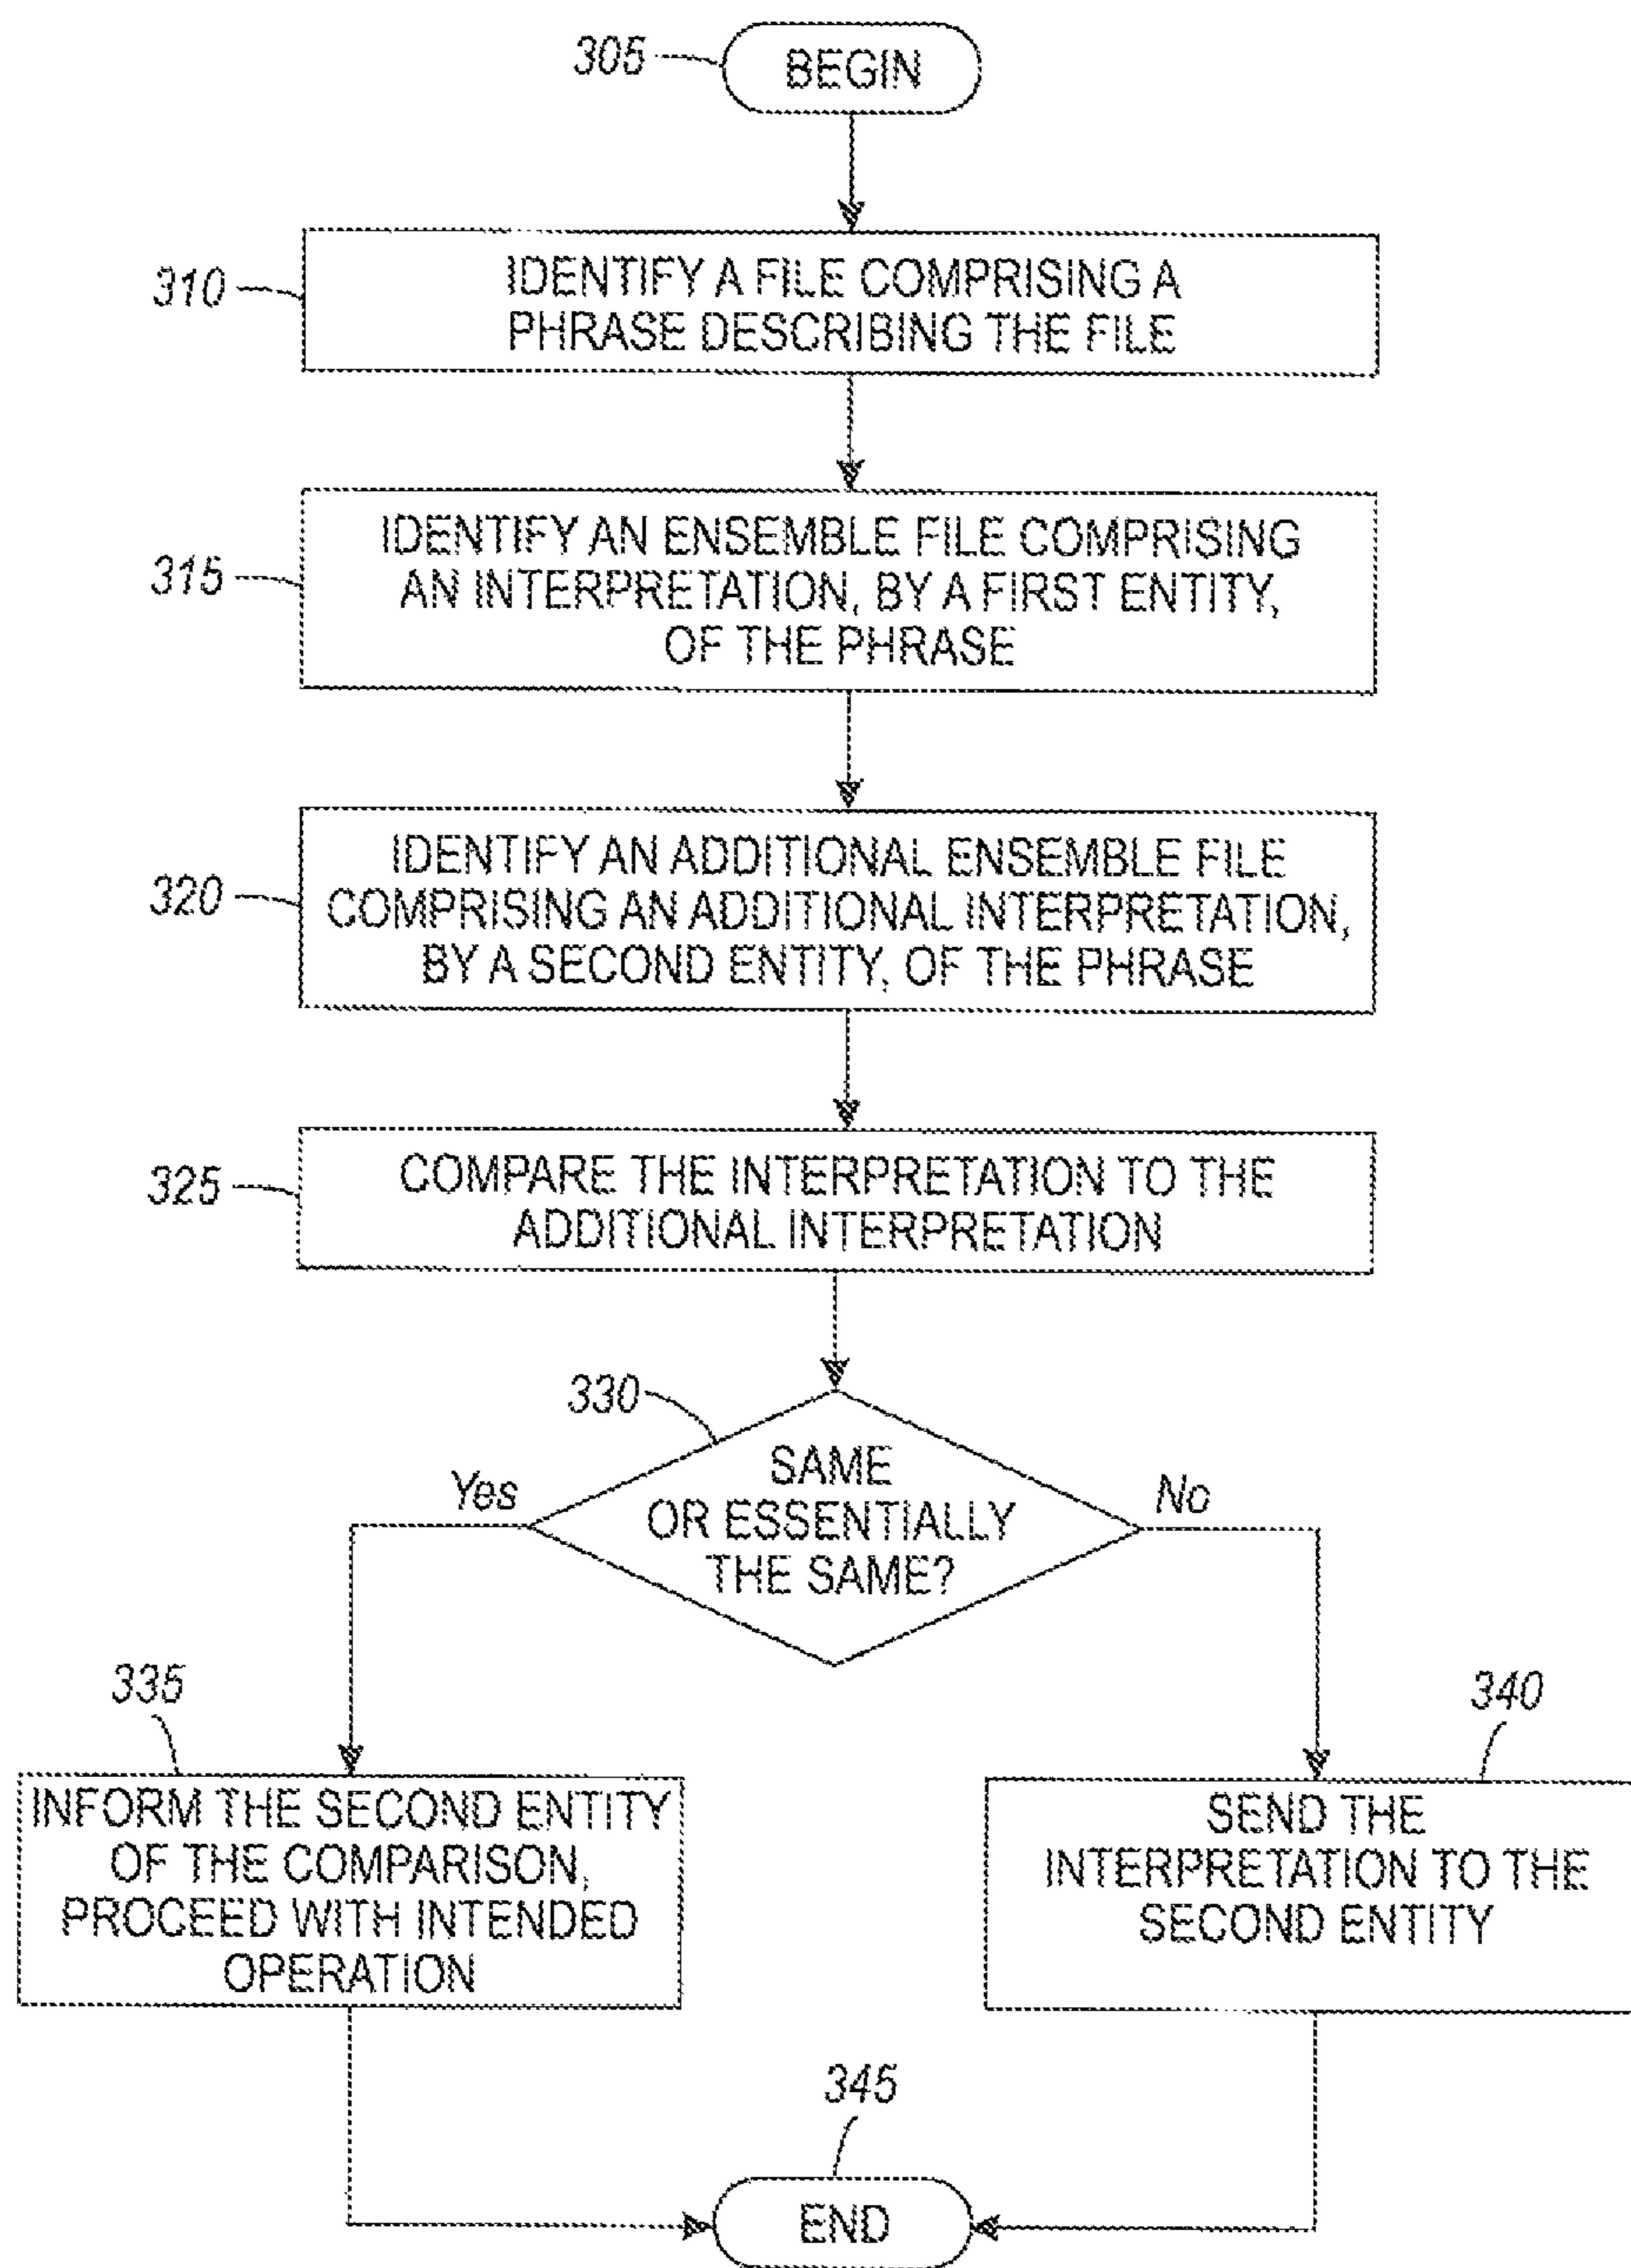 305
BEGIN
310
IDENTIFY A FILE COMPRISING A
PHRASE DESCRIBING THE FILE
315
IDENTIFY AN ENSEMBLE FILE COMPRISING
AN INTERPRETATION, BY A FIRST ENTITY,
OF THE PHRASE
320
IDENTIFY AN ADDITIONAL ENSEMBLE FILE
COMPRISING AN ADDITIONAL INTERPRETATION,
BY A SECOND ENTITY, OF THE PHRASE
325
COMPARE THE INTERPRETATION TO THE
ADDITIONAL INTERPRETATION
330
SAME
OR ESSENTIALLY
THE SAME?
Yes
No
335
INFORM THE SECOND ENTITY
OF THE COMPARISON,
PROCEED WITH INTENDED
OPERATION
340
SEND THE
INTERPRETATION TO THE
SECOND ENTITY
345
END